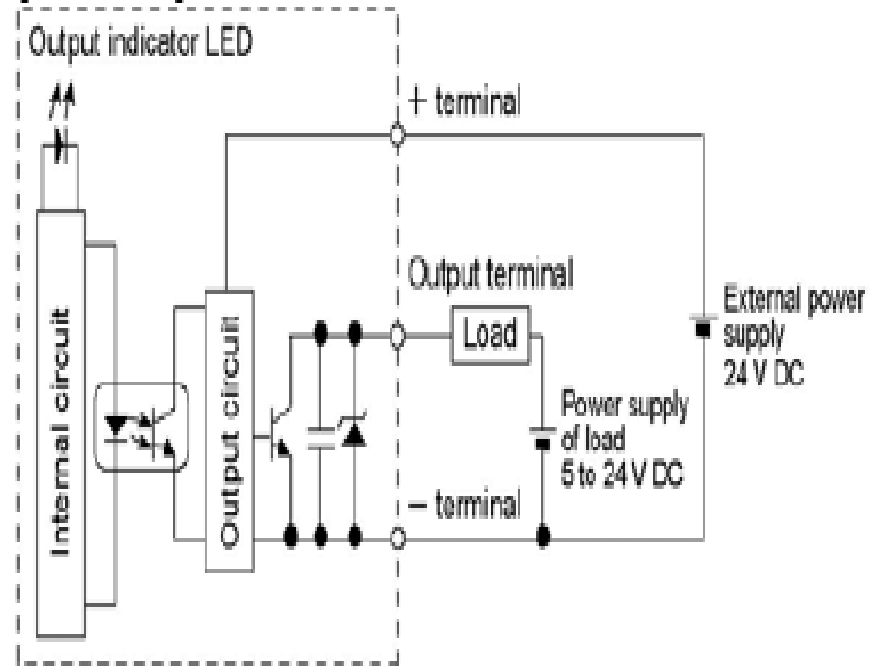 Output indicator LED
+ terminal
Output terminal
Load
External power
supply
24 V DC
Internal circuit
Output circuit
Power supply
of load
5 to 24 V DC
− terminal